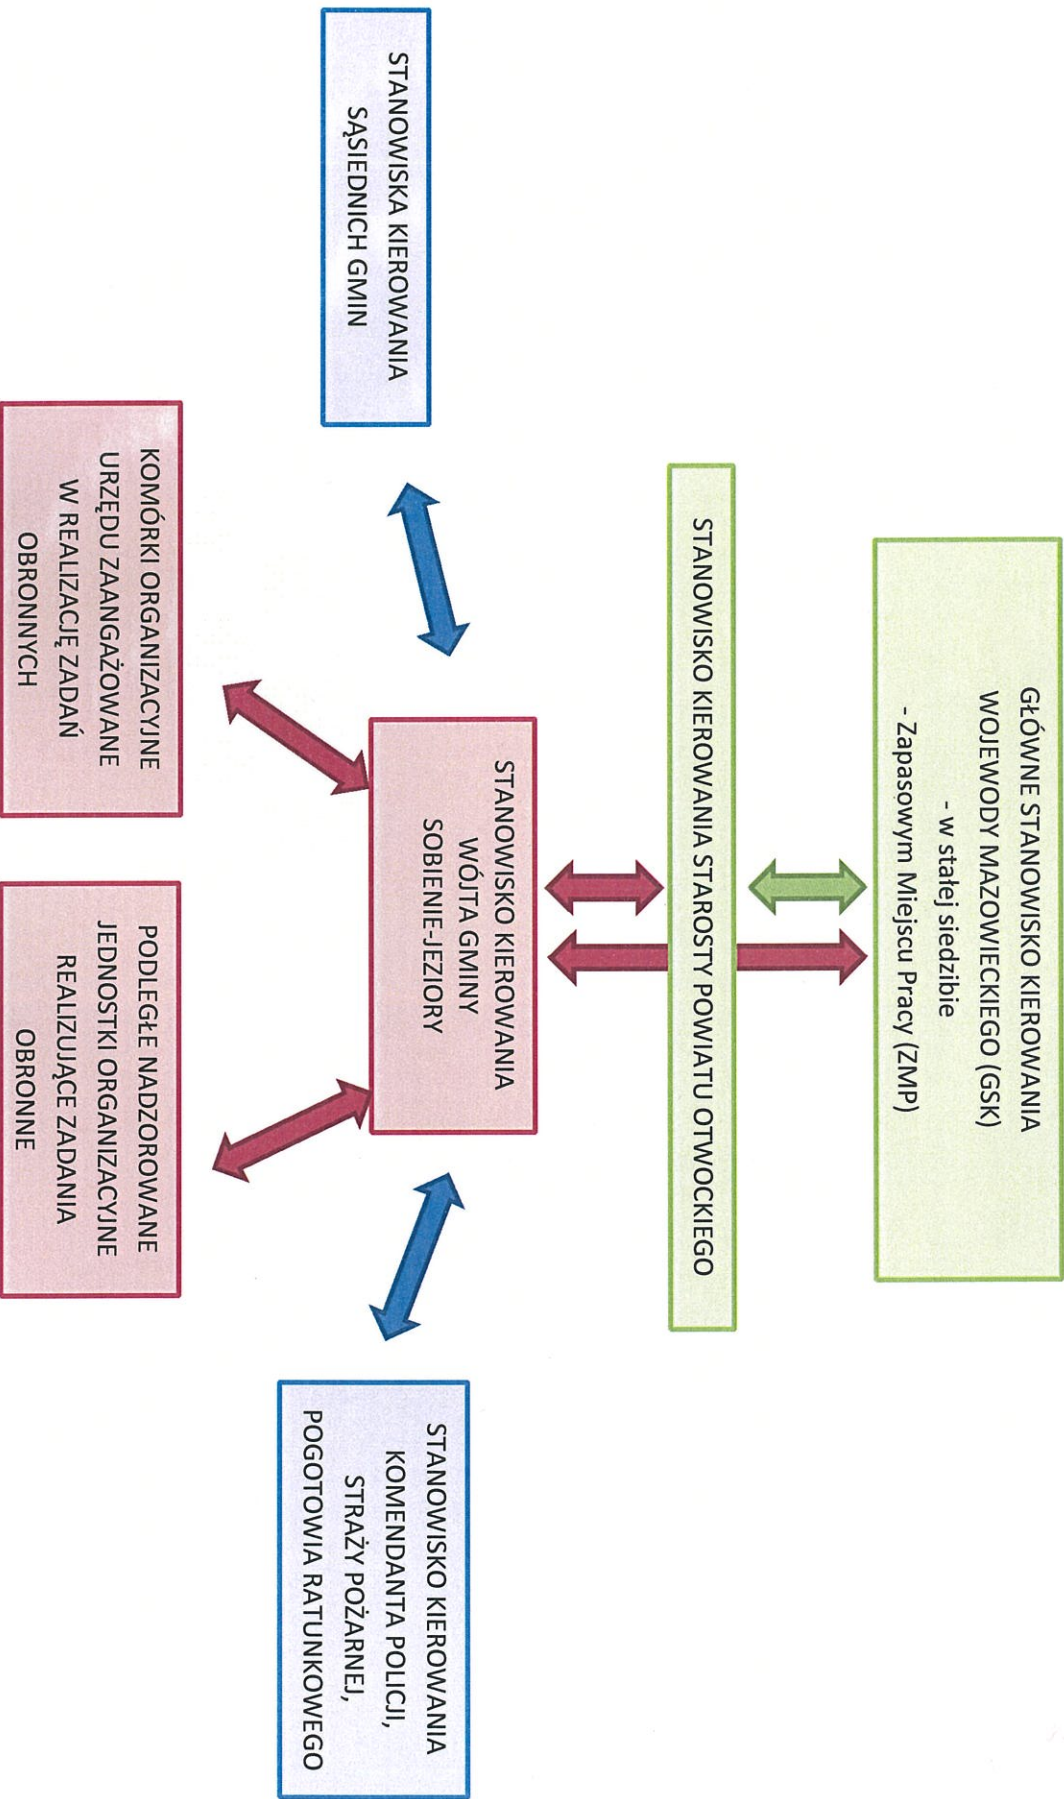 GŁÓWNE STANOWISKO KIEROWANIA
WOJEWODY MAZOWIECKIEGO (GSK)
- w stałej siedzibie
- Zapasowym Miejscu Pracy (ZMP)
STANOWISKO KIEROWANIA STAROSTY POWIATU OTWOCKIEGO
STANOWISKA KIEROWANIA
SĄSIEDNICH GMIN
STANOWISKO KIEROWANIA
WÓJTA GMINY
SOBIENIE-JEZIORY
STANOWISKO KIEROWANIA
KOMENDANTA POLICJI,
STRAŻY POŻARNEJ,
POGOTOWIA RATUNKOWEGO
KOMÓRKI ORGANIZACYJNE
URZĘDU ZAANGAŻOWANE
W REALIZACJĘ ZADAŃ
OBRONNYCH
PODLEGŁE NADZOROWANE
JEDNOSTKI ORGANIZACYJNE
REALIZUJĄCE ZADANIA
OBRONNE